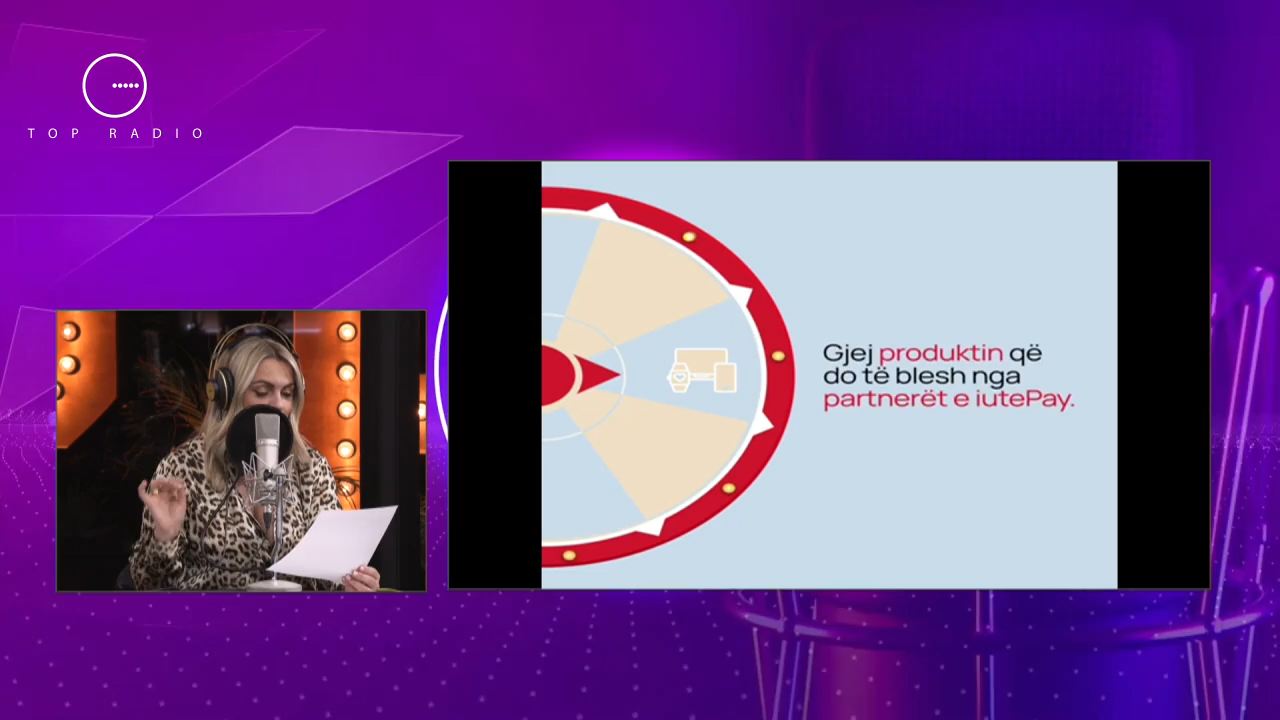 TOP RADIO
Gjej produktin që
do të blesh nga
partnerët e iutePay.